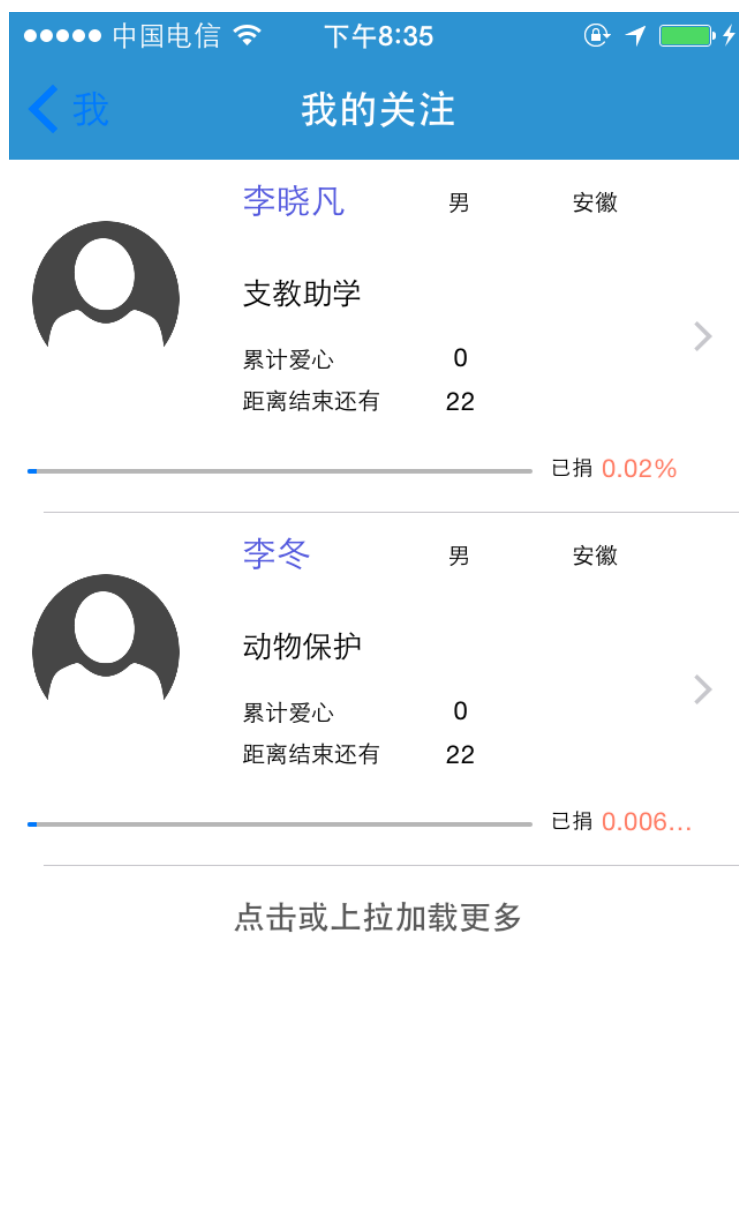 中国电信 下午8:35
我 我的关注
李晓凡 男 安徽
支教助学
累计爱心 0
距离结束还有 22
已捐 0.02%
李冬 男 安徽
动物保护
累计爱心 0
距离结束还有 22
已捐 0.006...
点击或上拉加载更多